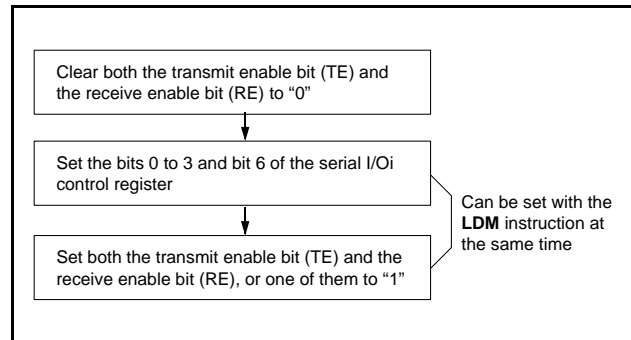 Clear both the transmit enable bit (TE) and
the receive enable bit (RE) to “0”
Set the bits 0 to 3 and bit 6 of the serial I/Oi
control register
Set both the transmit enable bit (TE) and the
receive enable bit (RE), or one of them to “1”
Can be set with the
LDM instruction at
the same time